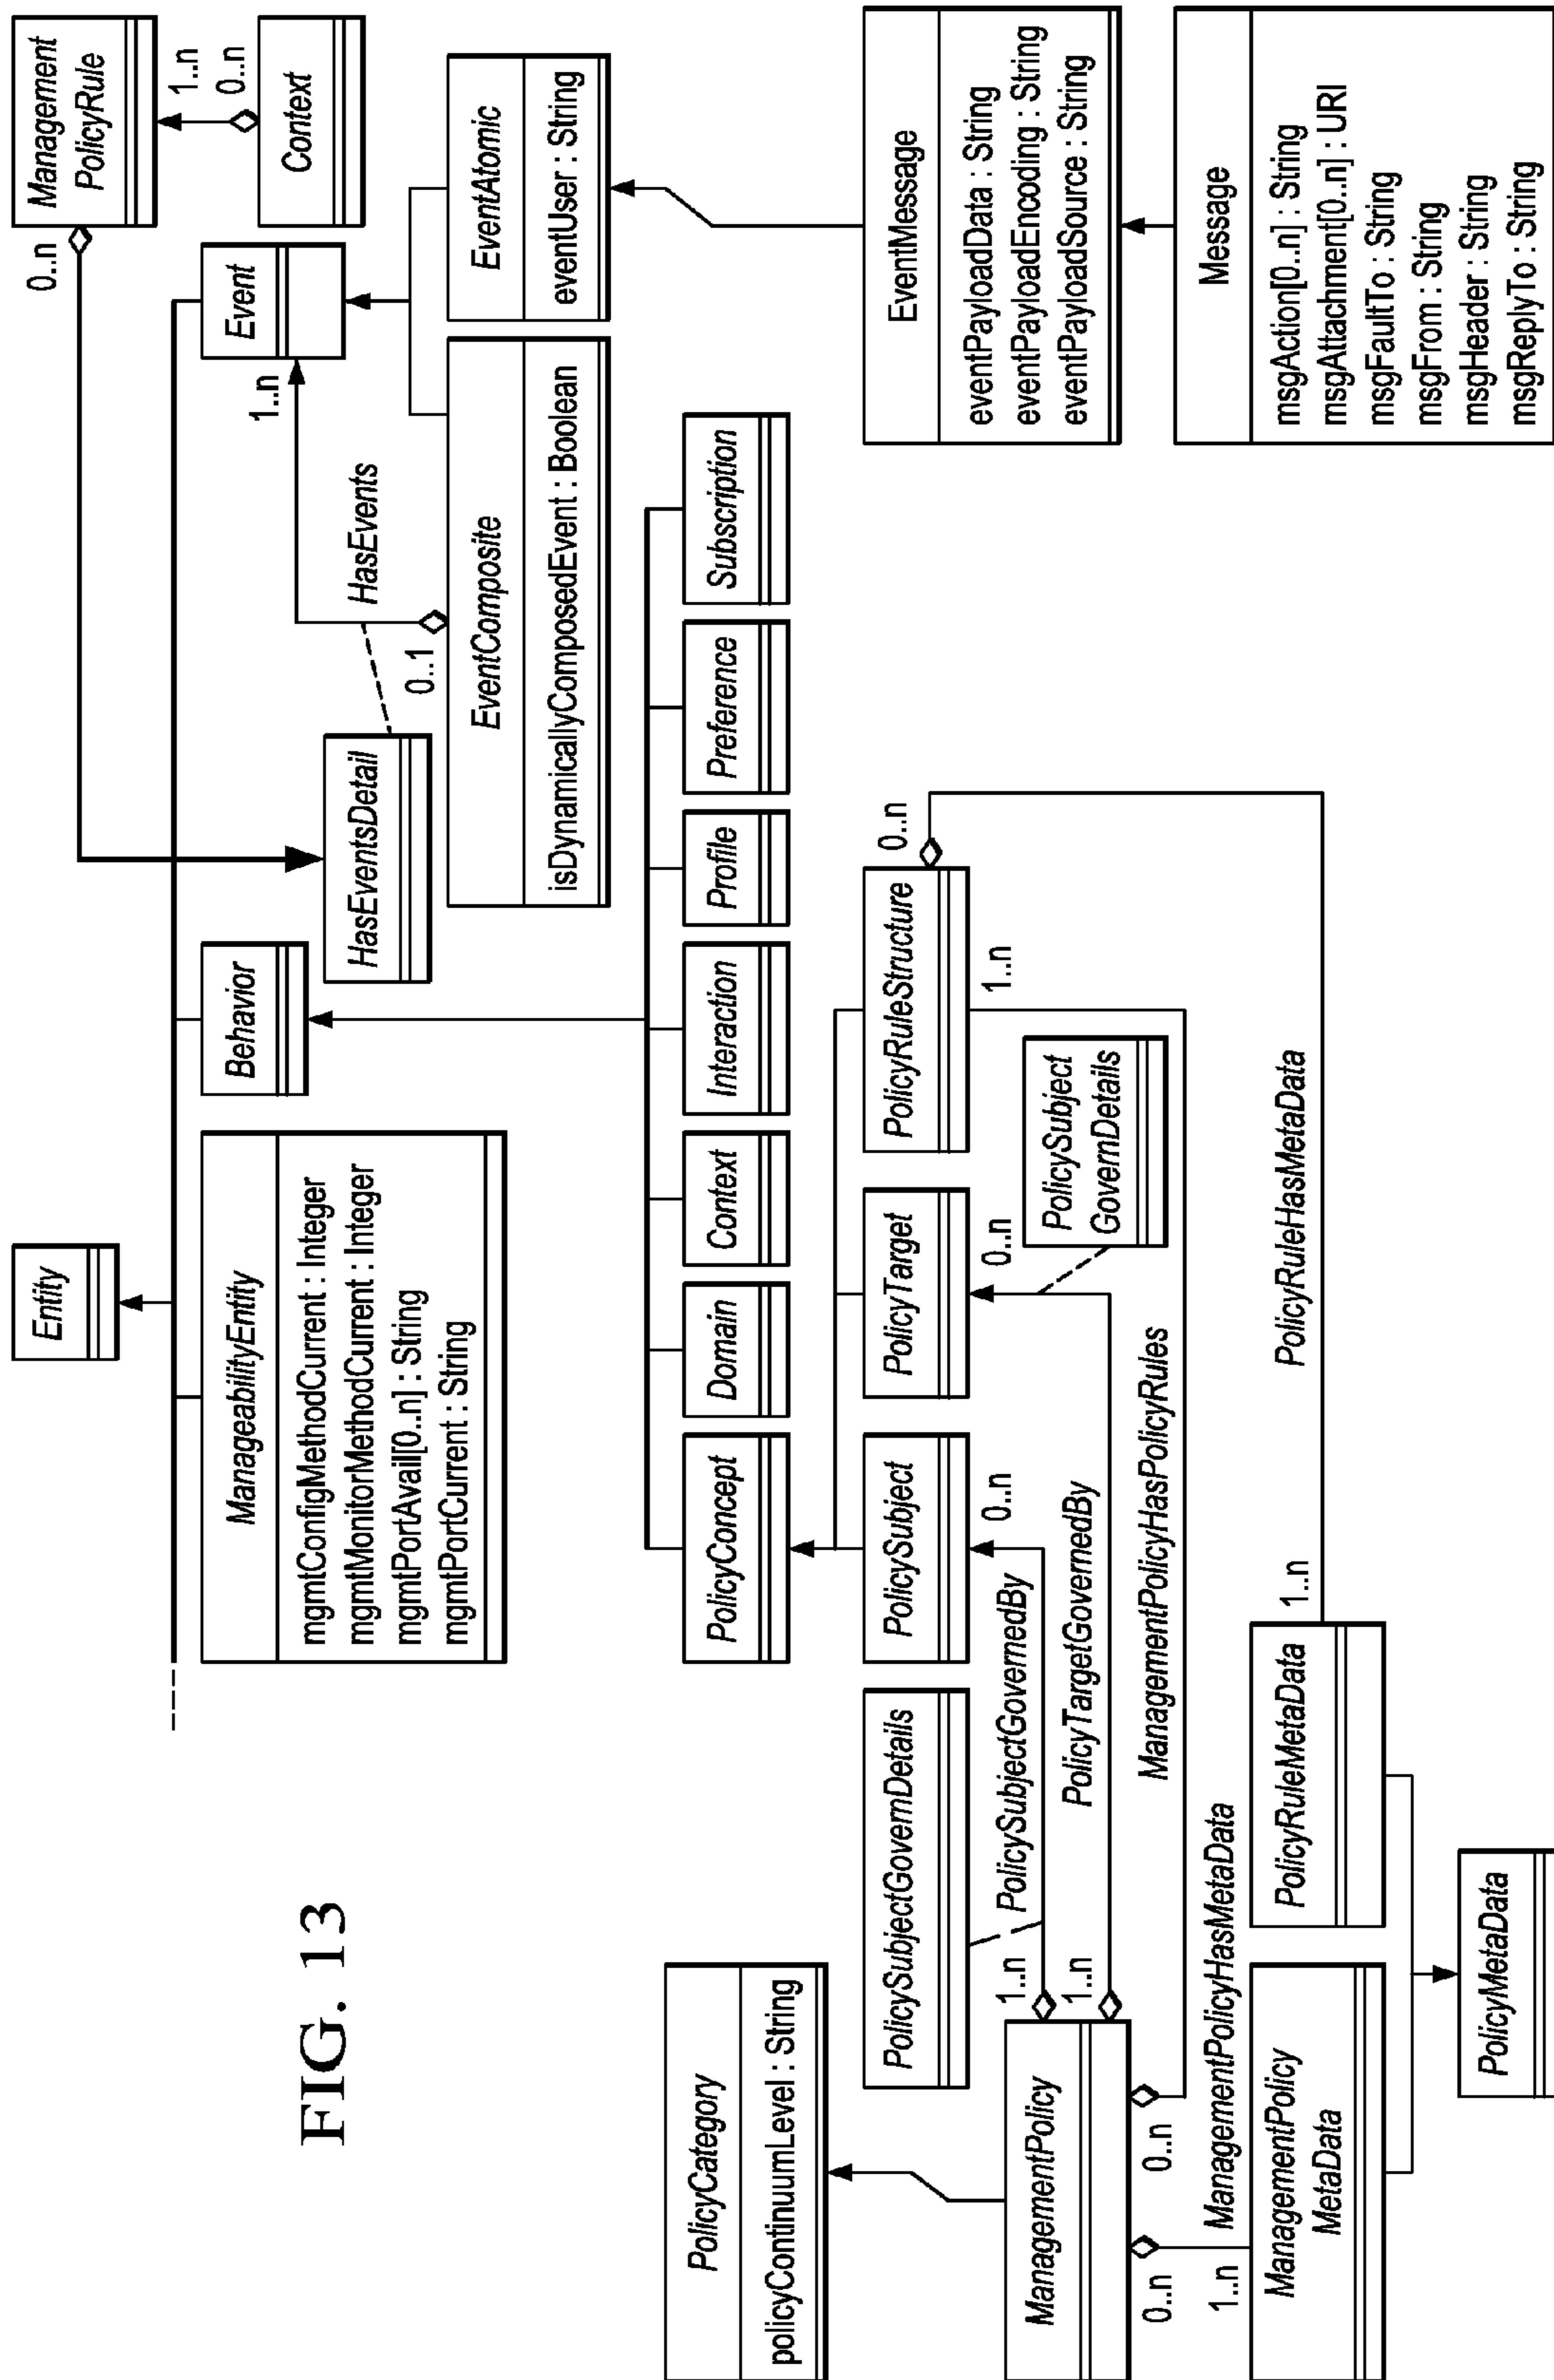 FIG. 13
Entity
ManageabilityEntity
mgmtConfigMethodCurrent : Integer
mgmtMonitorMethodCurrent : Integer
mgmtPortAvail[0..n] : String
mgmtPortCurrent : String
Behavior
Event
Management
PolicyRule
0..n
1..n
0..n
Context
HasEventsDetail
HasEvents
1..n
0..1
EventComposite
isDynamicallyComposedEvent : Boolean
EventAtomic
eventUser : String
PolicyConcept
Domain
Context
Interaction
Profile
Preference
Subscription
EventMessage
eventPayloadData : String
eventPayloadEncoding : String
eventPayloadSource : String
Message
msgAction[0..n] : String
msgAttachment[0..n] : URI
msgFaultTo : String
msgFrom : String
msgHeader : String
msgReplyTo : String
PolicyCategory
policyContinuumLevel : String
PolicySubjectGovernDetails
PolicySubject
PolicyTarget
PolicyRuleStructure
0..n
0..n
1..n
0..n
PolicySubject
GovernDetails
PolicySubjectGovernedBy
1..n
PolicyTargetGovernedBy
1..n
ManagementPolicy
ManagementPolicyHasPolicyRules
0..n
0..n
ManagementPolicyHasMetaData
1..n
PolicyRuleHasMetaData
1..n
ManagementPolicy
MetaData
PolicyRuleMetaData
PolicyMetaData